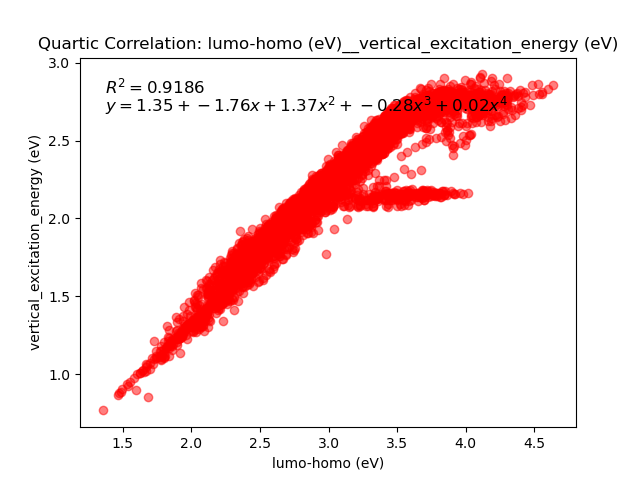 Quartic Correlation: lumo-homo (eV)__vertical_excitation_energy (eV)
R² = 0.9186
y = 1.35 + −1.76x + 1.37x² + −0.28x³ + 0.02x⁴
3.0
2.5
2.0
1.5
1.0
vertical_excitation_energy (eV)
1.5 2.0 2.5 3.0 3.5 4.0 4.5
lumo-homo (eV)